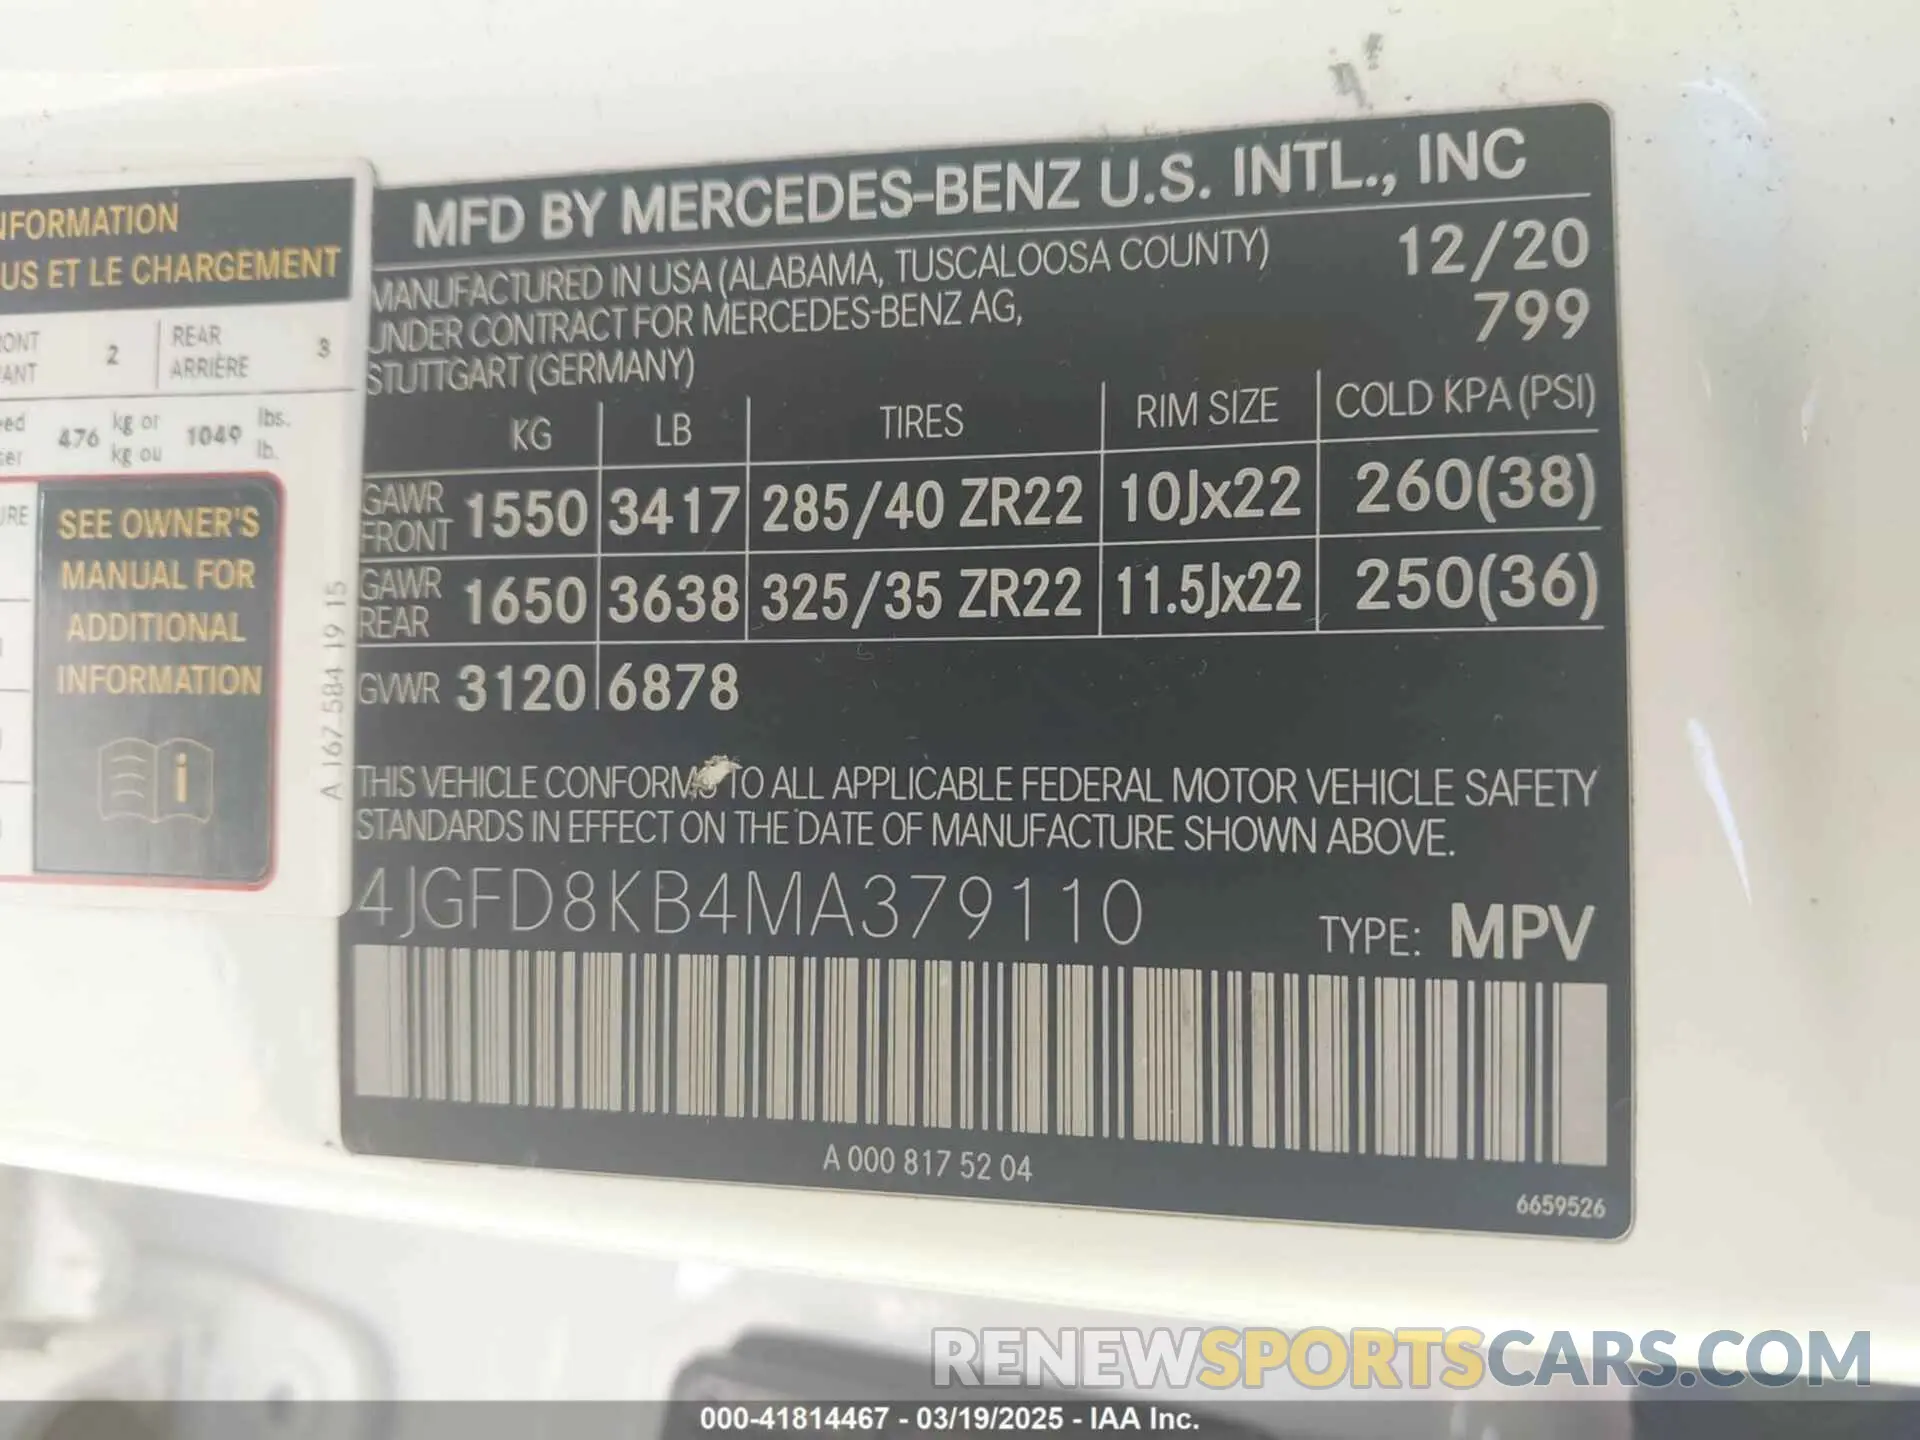 INFORMATION
US ET LE CHARGEMENT
2
REAR
ARRIÈRE
3
476
kg or
kg ou
1049
lbs.
lb.
SEE OWNER'S
MANUAL FOR
ADDITIONAL
INFORMATION
i
A 167 584 19 15
MFD BY MERCEDES-BENZ U.S. INTL., INC
MANUFACTURED IN USA (ALABAMA, TUSCALOOSA COUNTY)
UNDER CONTRACT FOR MERCEDES-BENZ AG,
STUTTGART (GERMANY)
12/20
799
KG LB TIRES RIM SIZE COLD KPA (PSI)
GAWR FRONT 1550 3417 285/40 ZR22 10Jx22 260(38)
GAWR REAR 1650 3638 325/35 ZR22 11.5Jx22 250(36)
GVWR 3120 6878
THIS VEHICLE CONFORMS TO ALL APPLICABLE FEDERAL MOTOR VEHICLE SAFETY
STANDARDS IN EFFECT ON THE DATE OF MANUFACTURE SHOWN ABOVE.
4JGFD8KB4MA379110
TYPE: MPV
A 000 817 52 04
6659526
RENEWSPORTSCARS.COM
000-41814467 - 03/19/2025 - IAA Inc.